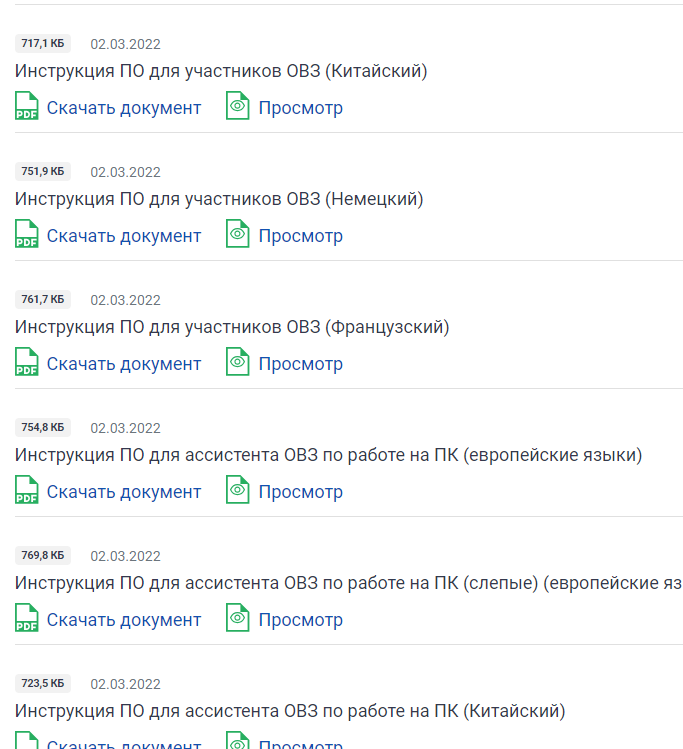 717,1 КБ 02.03.2022
Инструкция ПО для участников ОВЗ (Китайский)
PDF Скачать документ Просмотр
751,9 КБ 02.03.2022
Инструкция ПО для участников ОВЗ (Немецкий)
PDF Скачать документ Просмотр
761,7 КБ 02.03.2022
Инструкция ПО для участников ОВЗ (Французский)
PDF Скачать документ Просмотр
754,8 КБ 02.03.2022
Инструкция ПО для ассистента ОВЗ по работе на ПК (европейские языки)
PDF Скачать документ Просмотр
769,8 КБ 02.03.2022
Инструкция ПО для ассистента ОВЗ по работе на ПК (слепые) (европейские яз
PDF Скачать документ Просмотр
723,5 КБ 02.03.2022
Инструкция ПО для ассистента ОВЗ по работе на ПК (Китайский)
Скачать документ Просмотр